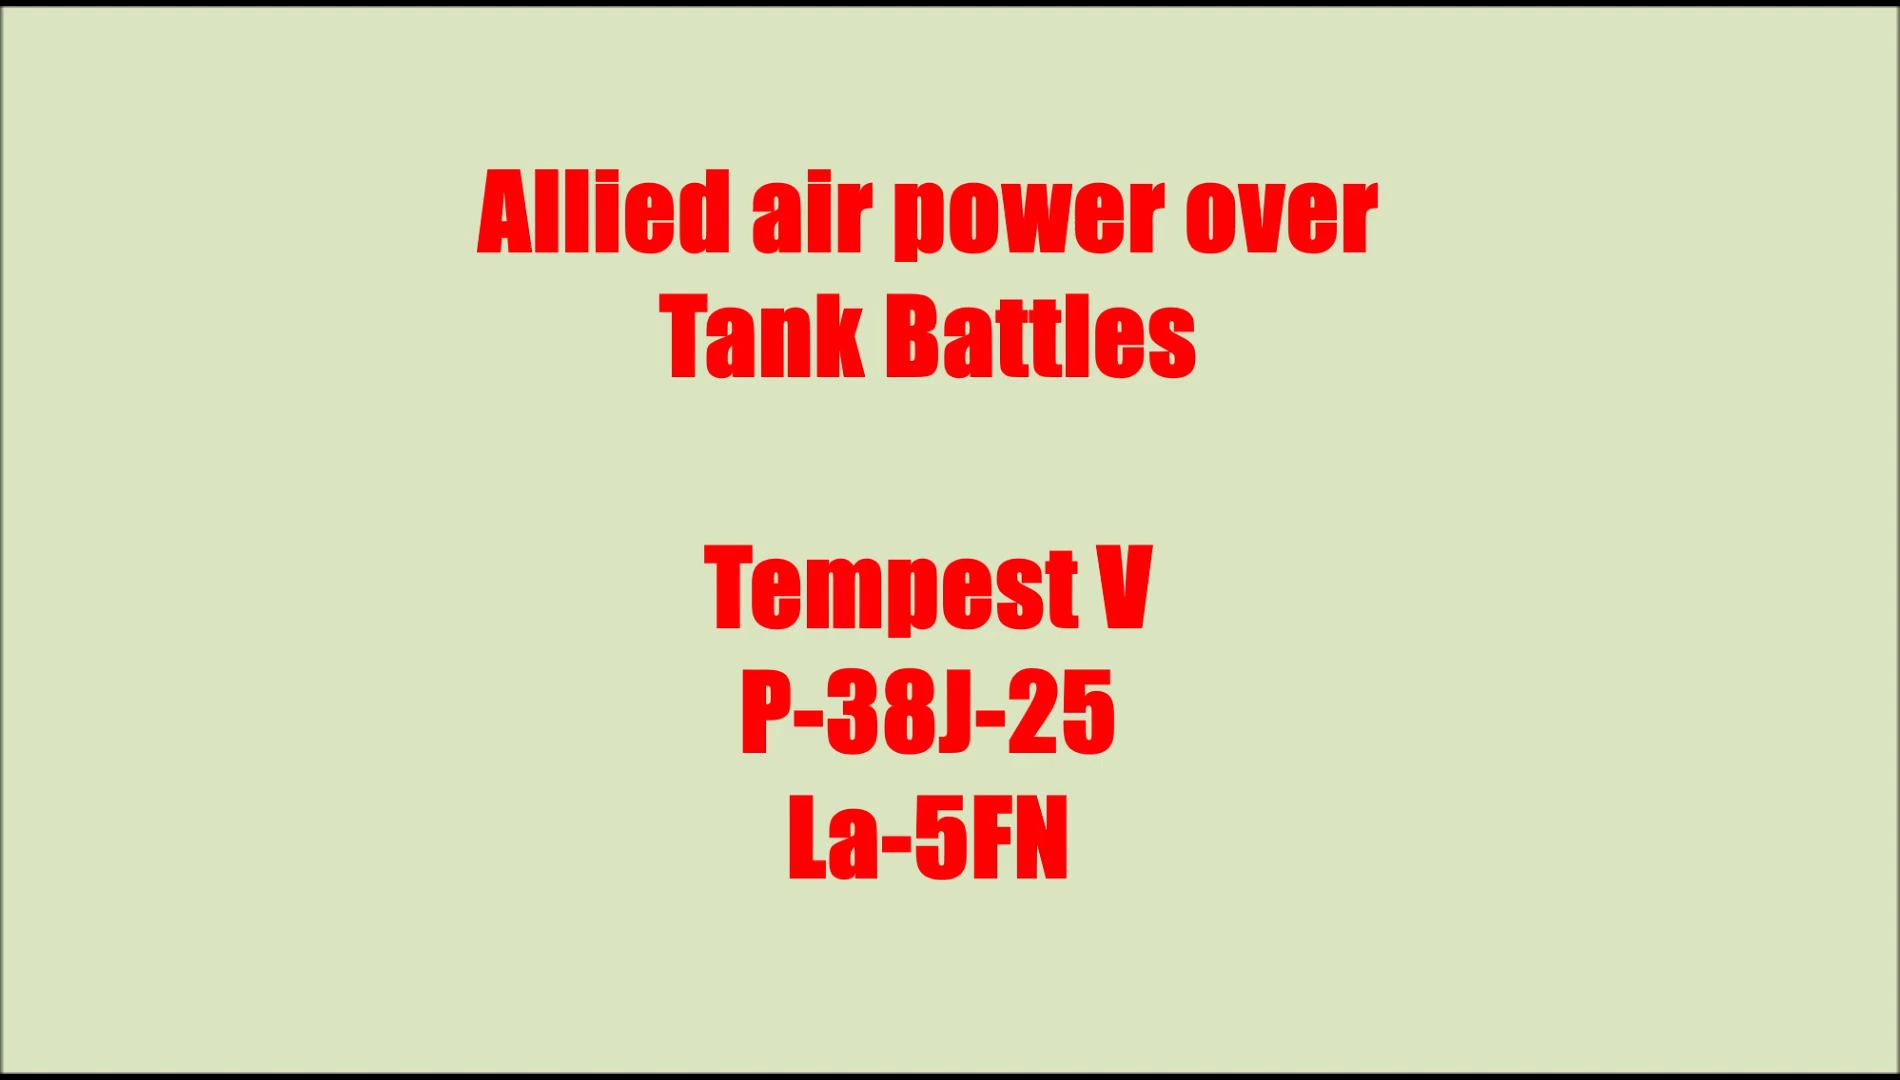 Allied air power over
Tank Battles
Tempest V
P-38J-25
La-5FN